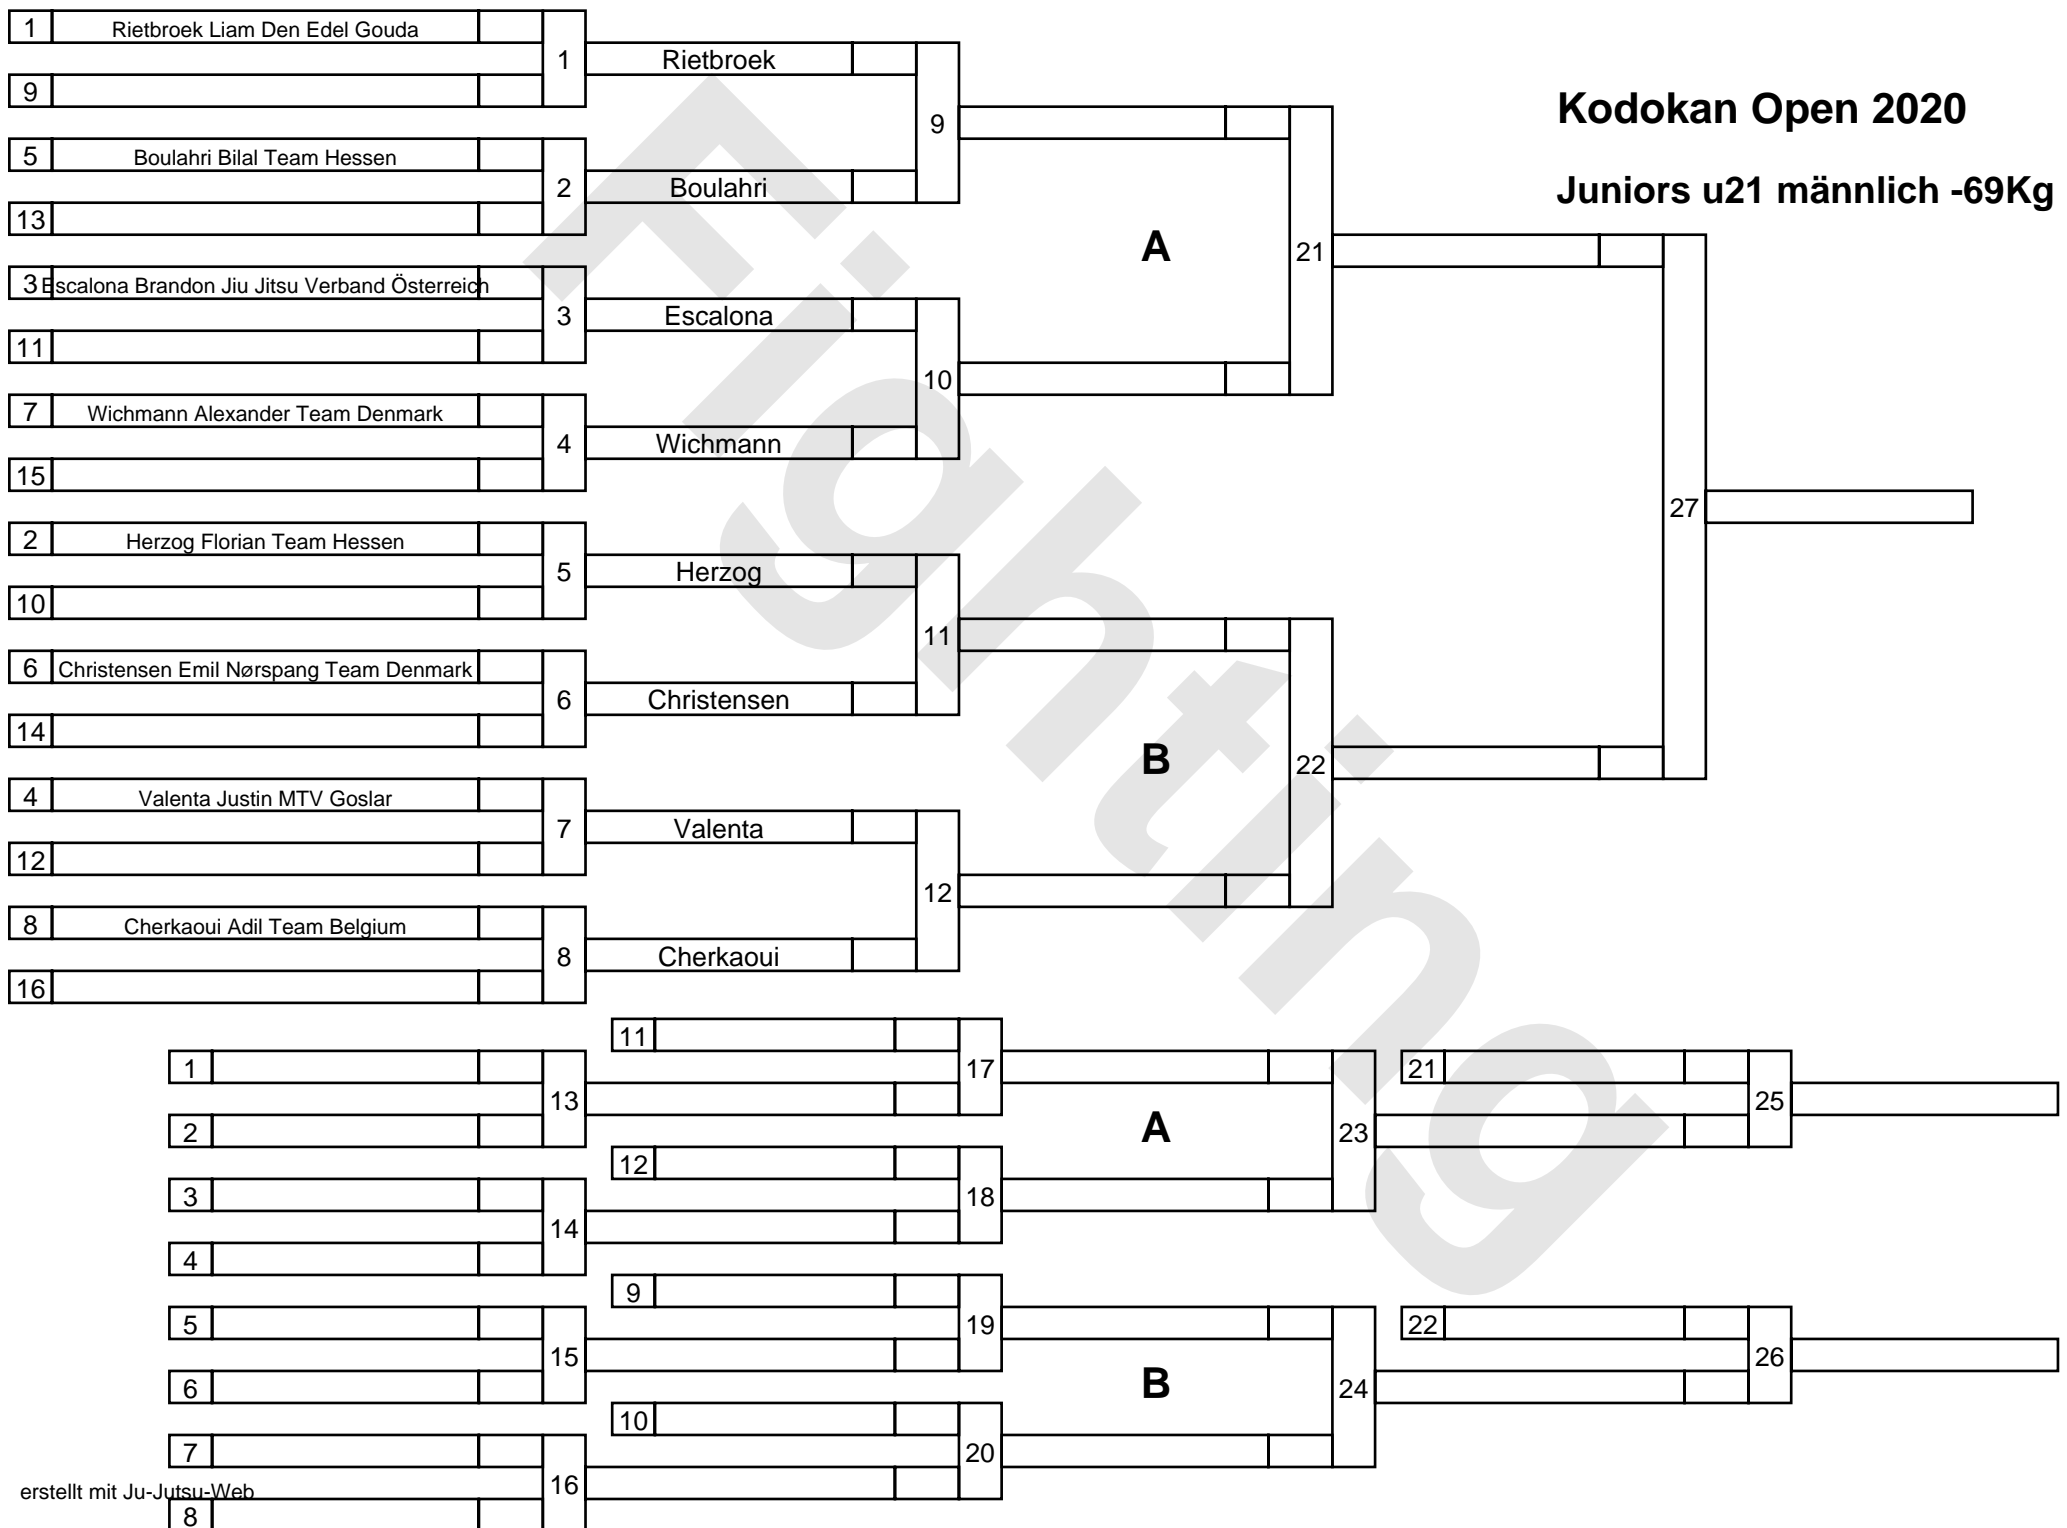 Kodokan Open 2020
Juniors u21 männlich -69Kg
Fighting
1 Rietbroek Liam Den Edel Gouda
9
1
Rietbroek
5 Boulahri Bilal Team Hessen
13
2
Boulahri
9
3 Escalona Brandon Jiu Jitsu Verband Österreich
11
3
Escalona
7 Wichmann Alexander Team Denmark
15
4
Wichmann
10
A
21
2 Herzog Florian Team Hessen
10
5
Herzog
6 Christensen Emil Nørspang Team Denmark
14
6
Christensen
11
4 Valenta Justin MTV Goslar
12
7
Valenta
8 Cherkaoui Adil Team Belgium
16
8
Cherkaoui
12
B
22
27
1
2
13
11
17
3
4
14
12
18
A
23
21
25
5
6
15
9
19
7
8
16
10
20
B
24
22
26
erstellt mit Ju-Jutsu-Web